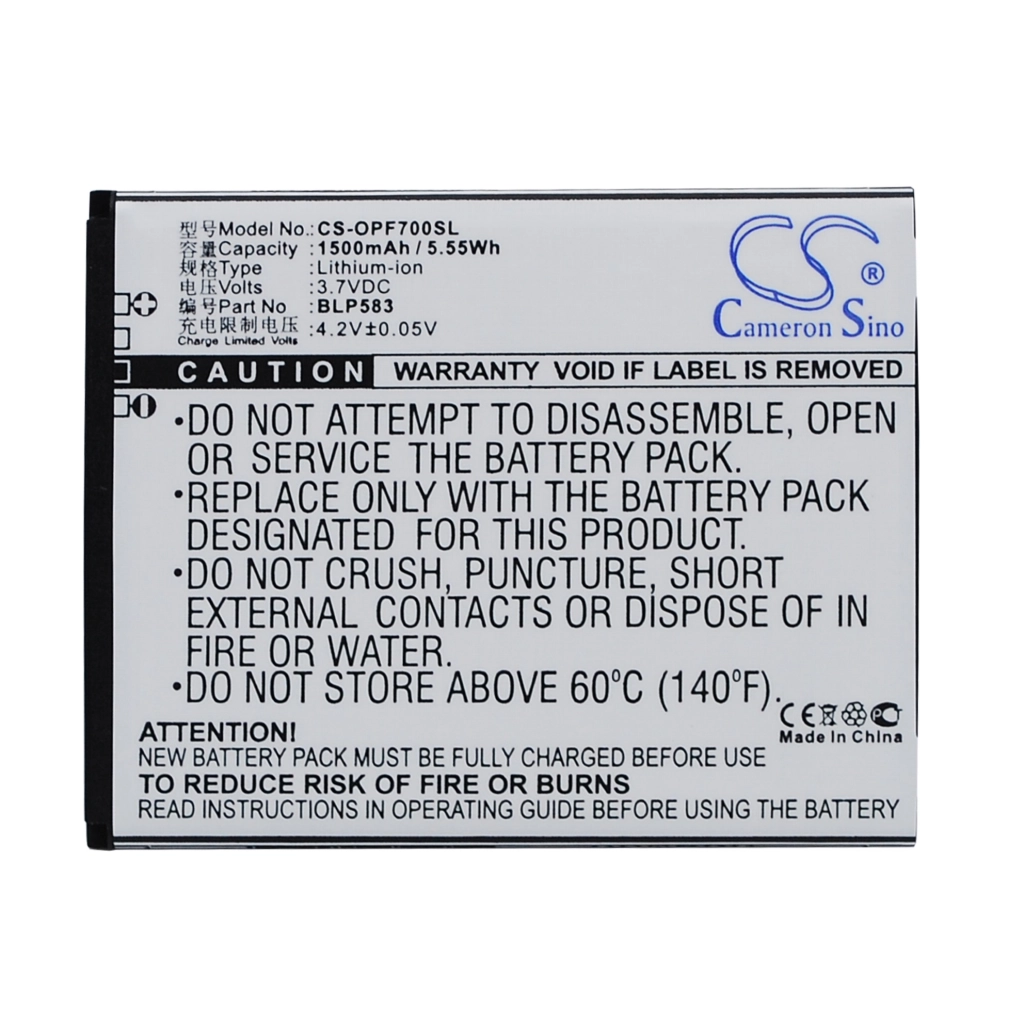 型号Model No.: CS-OPF700SL
容量Capacity : 1500mAh / 5.55Wh
规格Type : Lithium-ion
电压Volts : 3.7VDC
编号Part No : BLP583
充电限制电压 : 4.2V±0.05V
Charge Limited Volts
CS®
Cameron Sino
CAUTION WARRANTY VOID IF LABEL IS REMOVED
•DO NOT ATTEMPT TO DISASSEMBLE, OPEN
OR SERVICE THE BATTERY PACK.
•REPLACE ONLY WITH THE BATTERY PACK
DESIGNATED FOR THIS PRODUCT.
•DO NOT CRUSH, PUNCTURE, SHORT
EXTERNAL CONTACTS OR DISPOSE OF IN
FIRE OR WATER.
•DO NOT STORE ABOVE 60°C (140°F).
CE
Made In China
ATTENTION!
NEW BATTERY PACK MUST BE FULLY CHARGED BEFORE USE
TO REDUCE RISK OF FIRE OR BURNS
READ INSTRUCTIONS IN OPERATING GUIDE BEFORE USING THE BATTERY